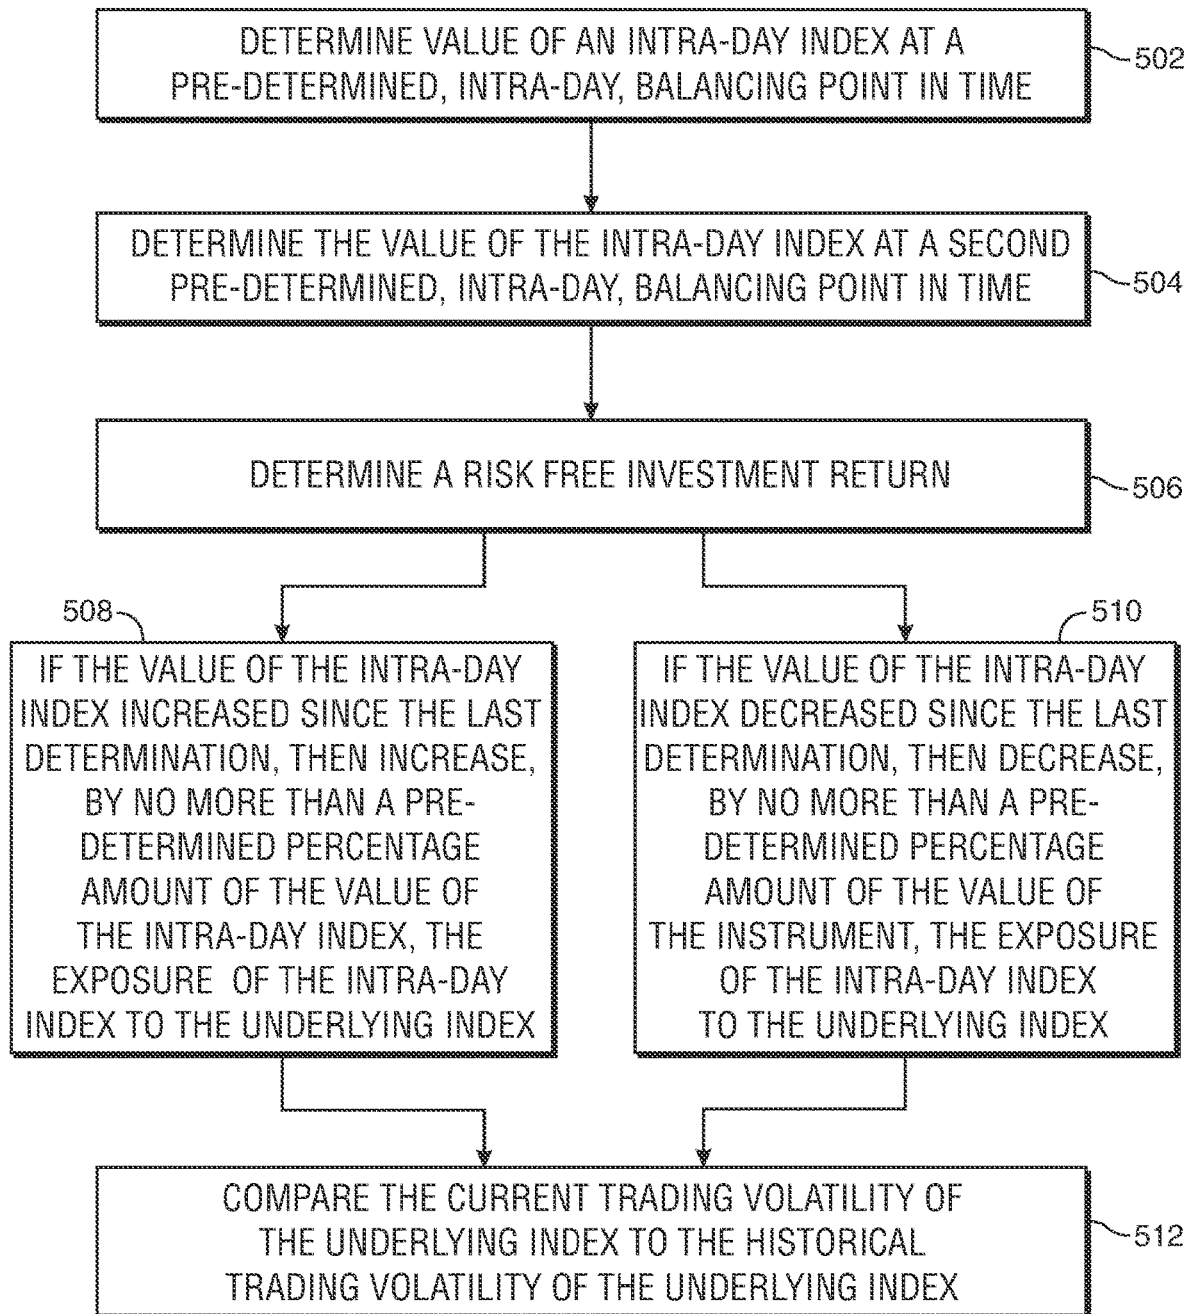 DETERMINE VALUE OF AN INTRA-DAY INDEX AT A
PRE-DETERMINED, INTRA-DAY, BALANCING POINT IN TIME
502
DETERMINE THE VALUE OF THE INTRA-DAY INDEX AT A SECOND
PRE-DETERMINED, INTRA-DAY, BALANCING POINT IN TIME
504
DETERMINE A RISK FREE INVESTMENT RETURN
506
508
IF THE VALUE OF THE INTRA-DAY
INDEX INCREASED SINCE THE LAST
DETERMINATION, THEN INCREASE,
BY NO MORE THAN A PRE-
DETERMINED PERCENTAGE
AMOUNT OF THE VALUE OF
THE INTRA-DAY INDEX, THE
EXPOSURE OF THE INTRA-DAY
INDEX TO THE UNDERLYING INDEX
510
IF THE VALUE OF THE INTRA-DAY
INDEX DECREASED SINCE THE LAST
DETERMINATION, THEN DECREASE,
BY NO MORE THAN A PRE-
DETERMINED PERCENTAGE
AMOUNT OF THE VALUE OF
THE INSTRUMENT, THE EXPOSURE
OF THE INTRA-DAY INDEX
TO THE UNDERLYING INDEX
COMPARE THE CURRENT TRADING VOLATILITY OF
THE UNDERLYING INDEX TO THE HISTORICAL
TRADING VOLATILITY OF THE UNDERLYING INDEX
512